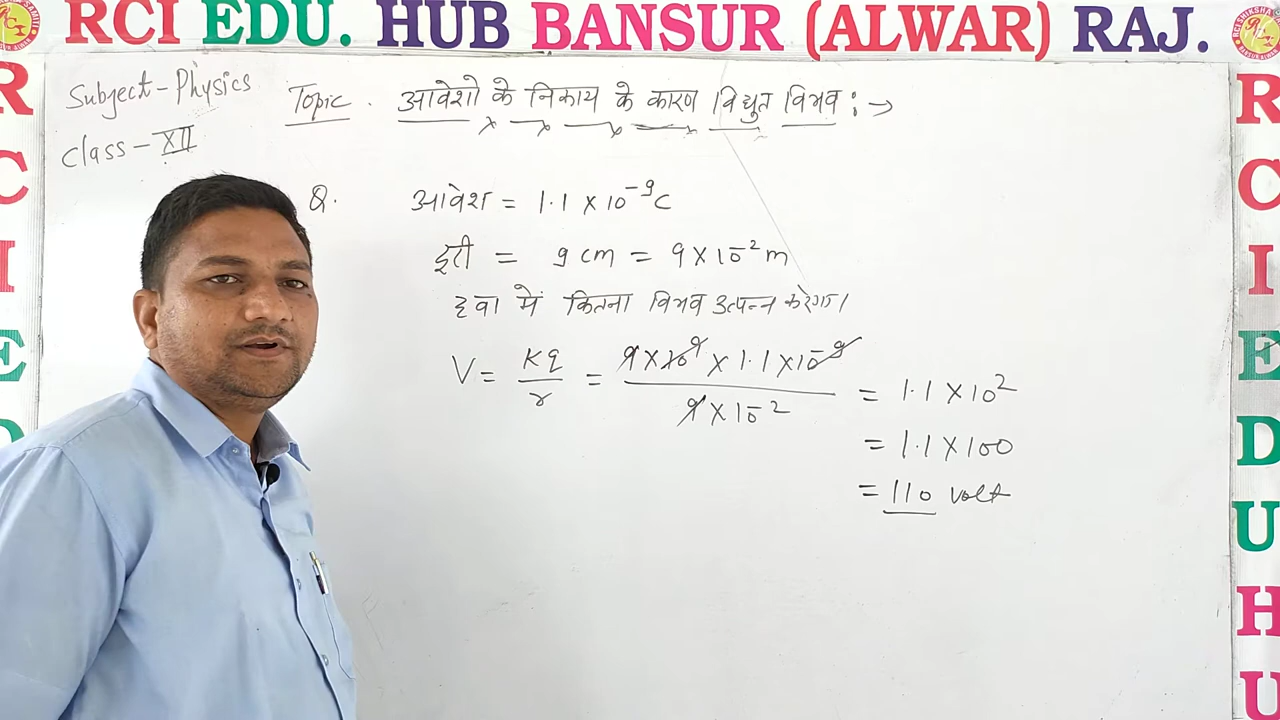 RCI EDU. HUB BANSUR (ALWAR) RAJ.
Subject - Physics
Class - XII
Topic. आवेशो के निकाय के कारण विद्युत विभव :→
Q. आवेश = 1.1 X 10⁻⁹ C
दूरी = 9 cm = 9 X 10⁻² m
हवा में कितना विभव उत्पन्न करेगा।
V = Kq/r = 9 X 10⁹ X 1.1 X 10⁻⁹ / 9 X 10⁻² = 1.1 X 10²
= 1.1 X 100
= 110 volt
R
C
I
E
D
R
C
I
E
D
U
H
U